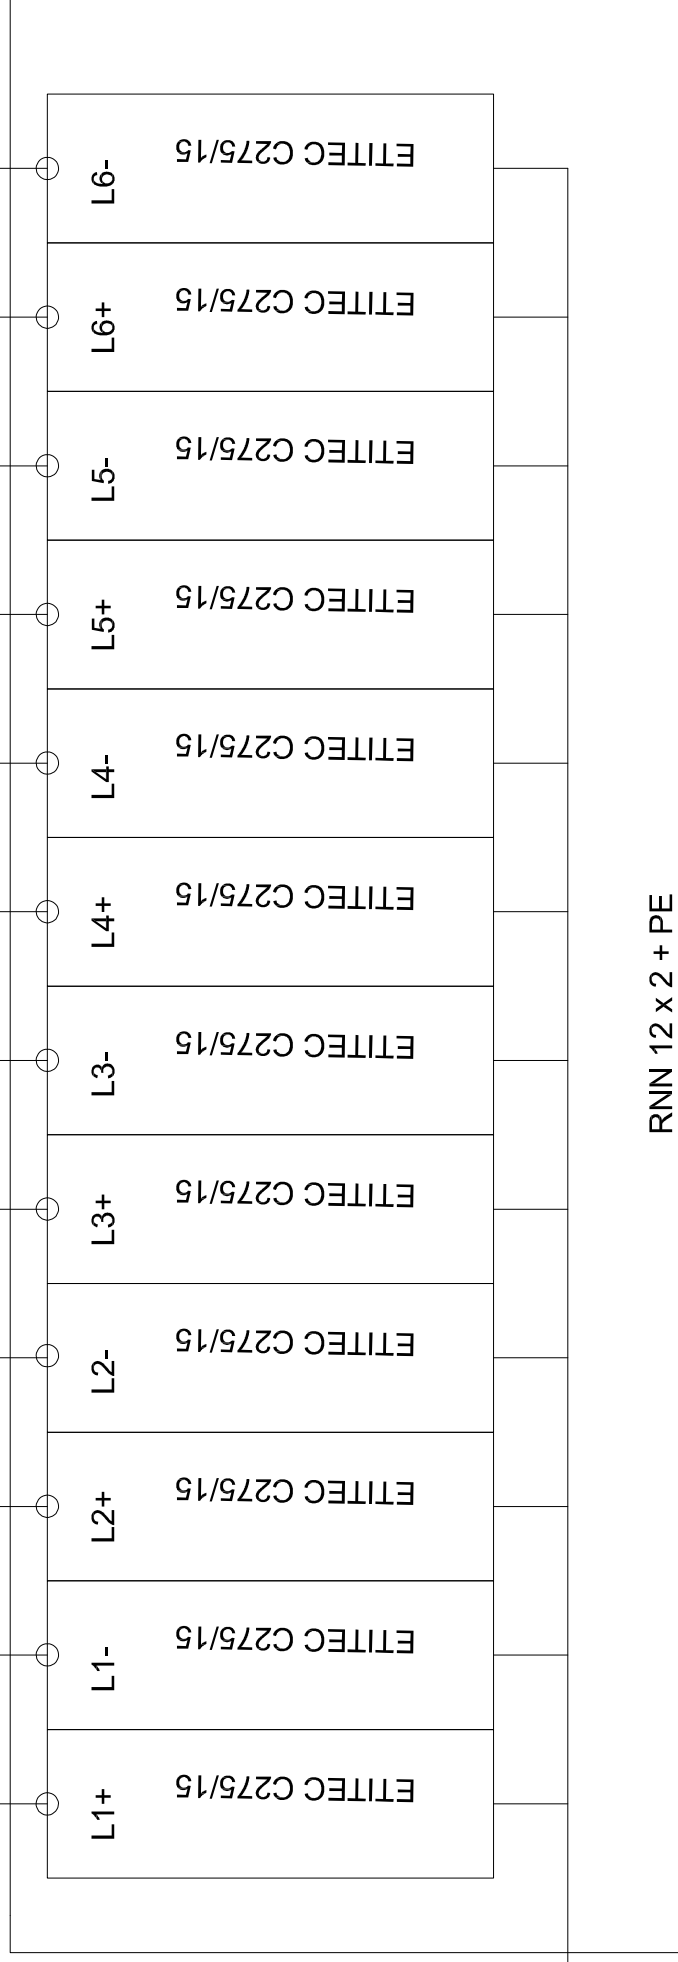 L6-
ETITEC C275/15
L6+
ETITEC C275/15
L5-
ETITEC C275/15
L5+
ETITEC C275/15
L4-
ETITEC C275/15
L4+
ETITEC C275/15
L3-
ETITEC C275/15
L3+
ETITEC C275/15
L2-
ETITEC C275/15
L2+
ETITEC C275/15
L1-
ETITEC C275/15
L1+
ETITEC C275/15
RNN 12 x 2 + PE